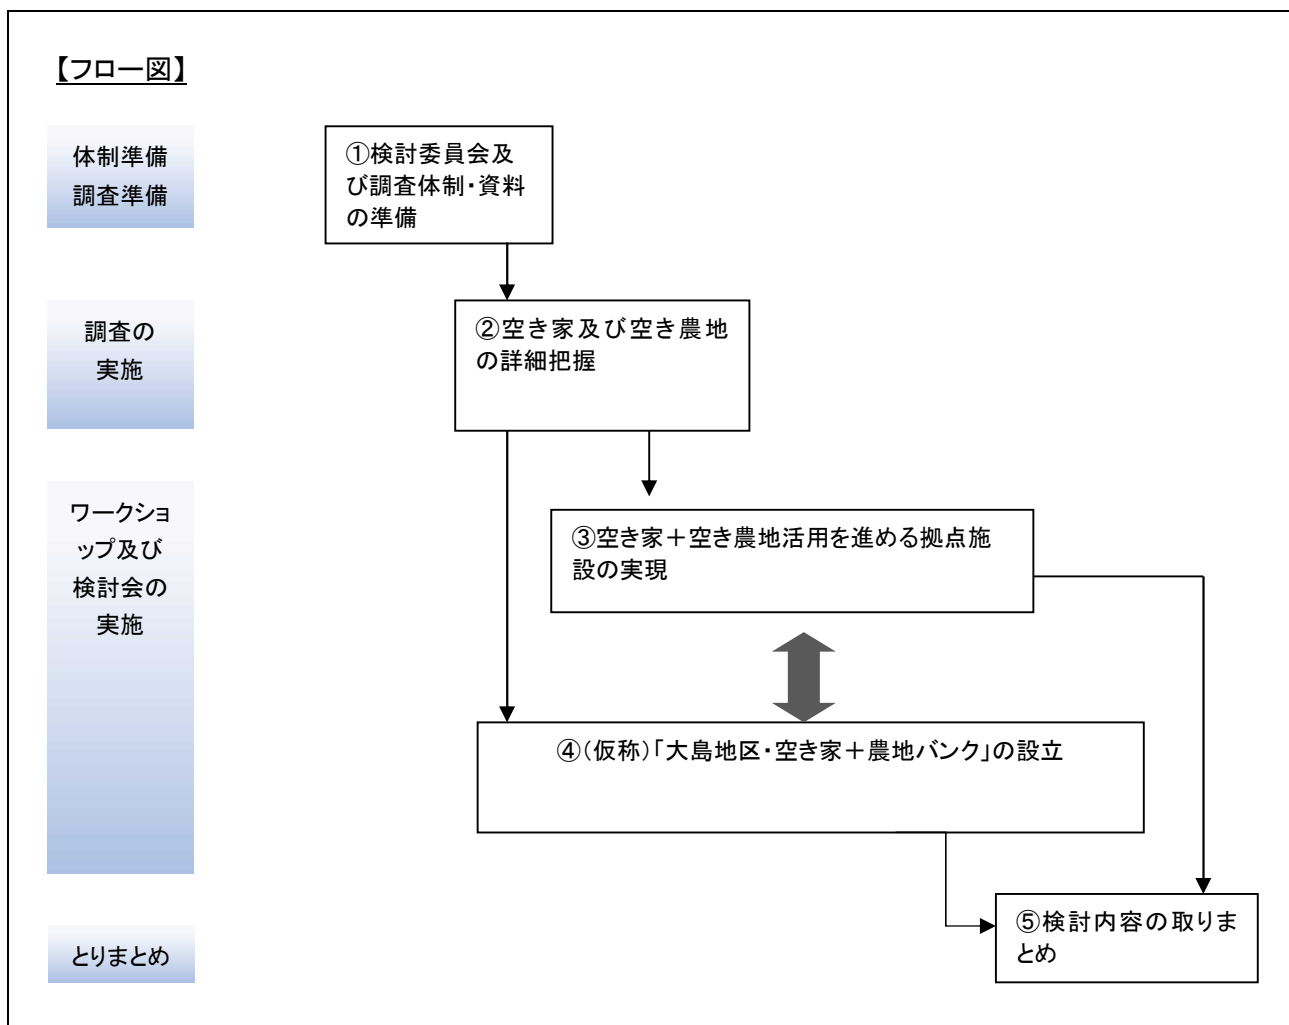 【フロー図】
体制準備
調査準備
①検討委員会及
び調査体制・資料
の準備
調査の
実施
②空き家及び空き農地
の詳細把握
ワークショ
ップ及び
検討会の
実施
③空き家＋空き農地活用を進める拠点施
設の実現
④（仮称）「大島地区・空き家＋農地バンク」の設立
⑤検討内容の取りま
とめ
とりまとめ